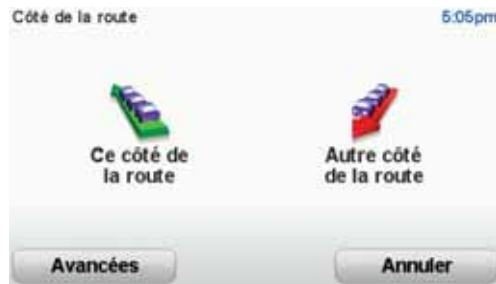 Côté de la route 5:05pm
Ce côté de
la route
Autre côté
de la route
Avancées Annuler